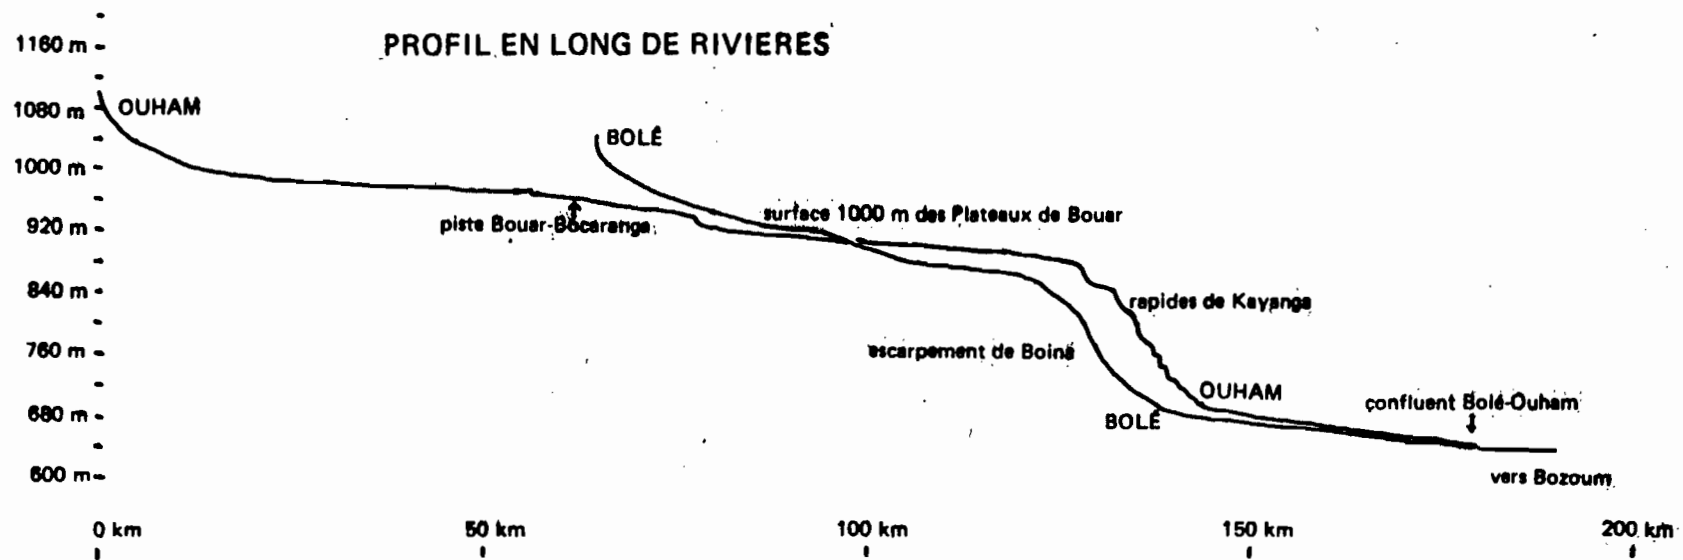 PROFIL EN LONG DE RIVIERES
1160 m
1080 m
1000 m
920 m
840 m
760 m
680 m
600 m
OUHAM
BOLÉ
piste Bouar-Bocaranga
surface 1000 m des Plateaux de Bouar
rapides de Kayanga
escarpement de Boina
OUHAM
BOLÉ
confluent Bolé-Ouham
vers Bozoum
0 km
50 km
100 km
150 km
200 km